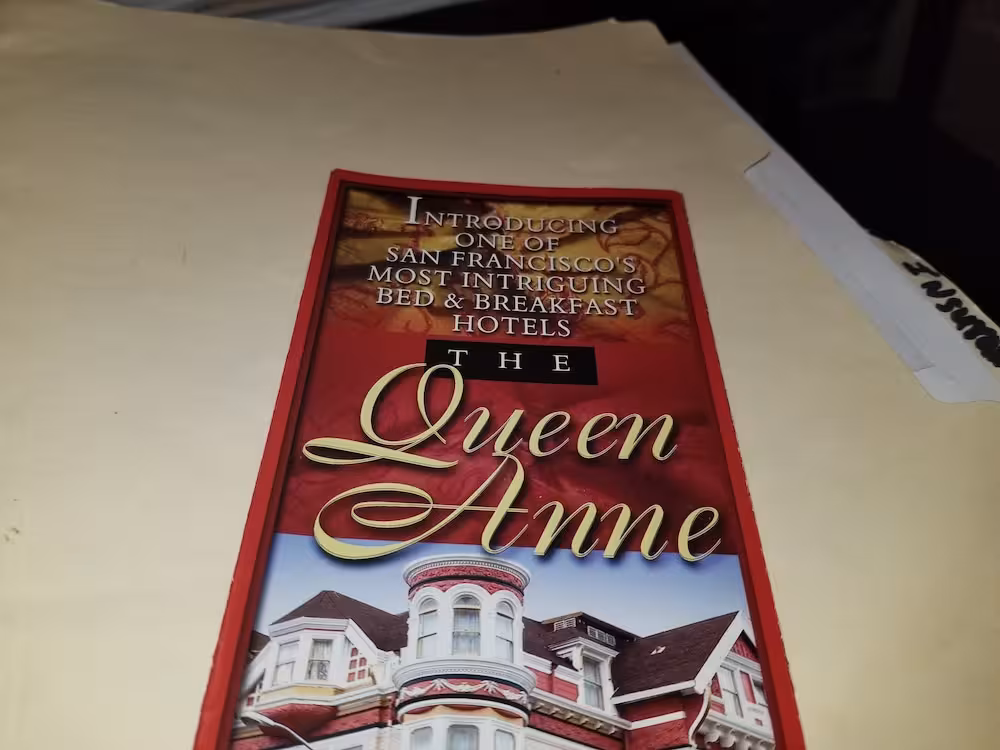 INTRODUCING
ONE OF
SAN FRANCISCO'S
MOST INTRIGUING
BED & BREAKFAST
HOTELS
THE
Queen
Anne